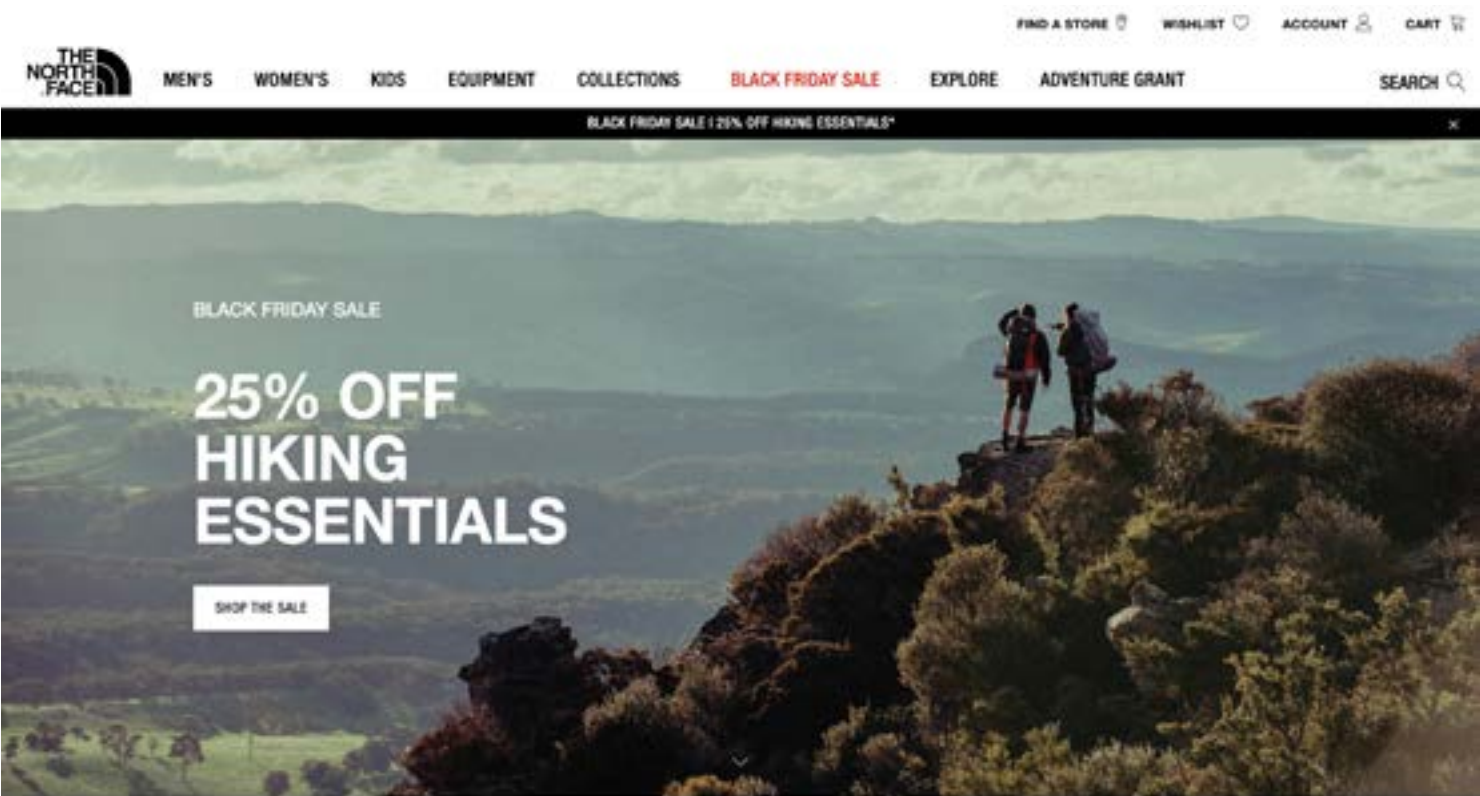 FIND A STORE
WISHLIST
ACCOUNT
CART
THE
NORTH
FACE
MEN'S
WOMEN'S
KIDS
EQUIPMENT
COLLECTIONS
BLACK FRIDAY SALE
EXPLORE
ADVENTURE GRANT
SEARCH
BLACK FRIDAY SALE | 25% OFF HIKING ESSENTIALS*
BLACK FRIDAY SALE
25% OFF
HIKING
ESSENTIALS
SHOP THE SALE